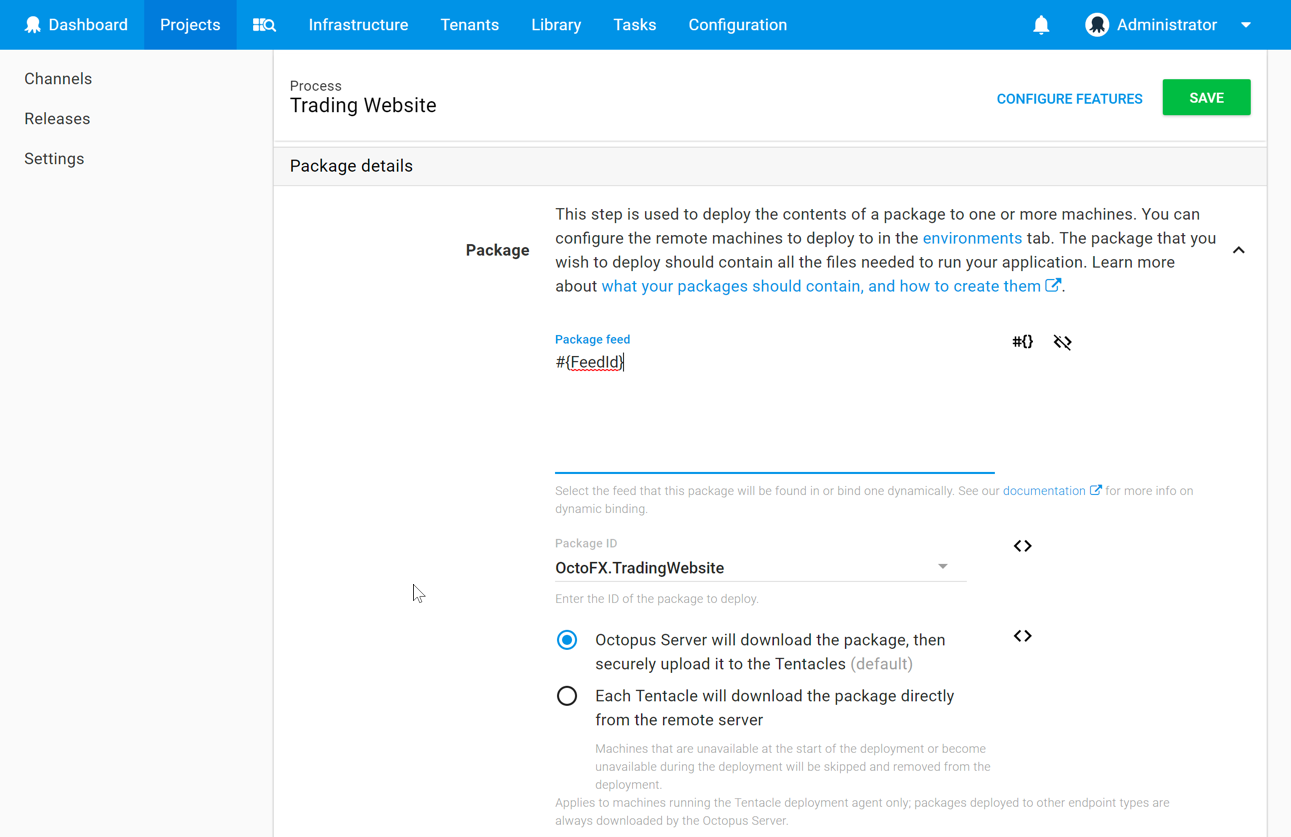 Dashboard Projects Infrastructure Tenants Library Tasks Configuration Administrator
Channels
Releases
Settings
Process
Trading Website
CONFIGURE FEATURES
SAVE
Package details
Package
This step is used to deploy the contents of a package to one or more machines. You can
configure the remote machines to deploy to in the environments tab. The package that you
wish to deploy should contain all the files needed to run your application. Learn more
about what your packages should contain, and how to create them.
Package feed
#{}
#{FeedId}
Select the feed that this package will be found in or bind one dynamically. See our documentation for more info on
dynamic binding.
Package ID
OctoFX.TradingWebsite
Enter the ID of the package to deploy.
Octopus Server will download the package, then
securely upload it to the Tentacles (default)
Each Tentacle will download the package directly
from the remote server
Machines that are unavailable at the start of the deployment or become
unavailable during the deployment will be skipped and removed from the
deployment.
Applies to machines running the Tentacle deployment agent only; packages deployed to other endpoint types are
always downloaded by the Octopus Server.